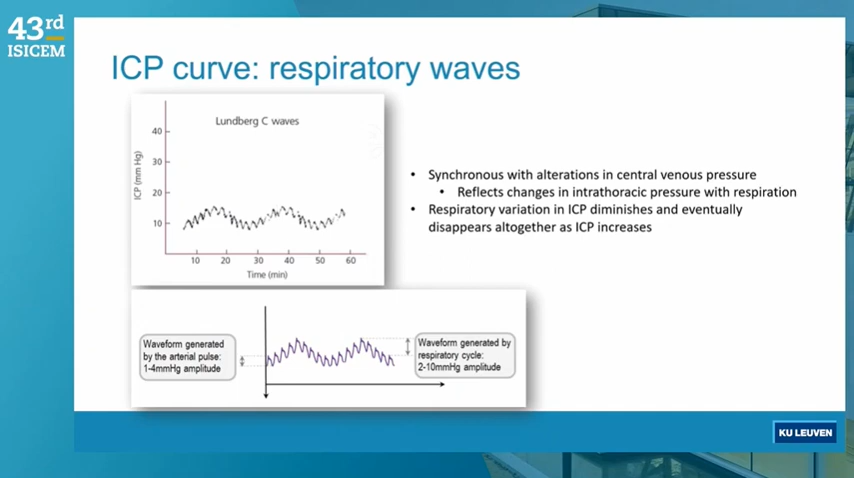 43rd
ISICEM
ICP curve: respiratory waves
Lundberg C waves
ICP (mm Hg)
40
30
20
10
10 20 30 40 50 60
Time (min)
• Synchronous with alterations in central venous pressure
• Reflects changes in intrathoracic pressure with respiration
• Respiratory variation in ICP diminishes and eventually
disappears altogether as ICP increases
Waveform generated
by the arterial pulse:
1-4mmHg amplitude
Waveform generated by
respiratory cycle:
2-10mmHg amplitude
KU LEUVEN